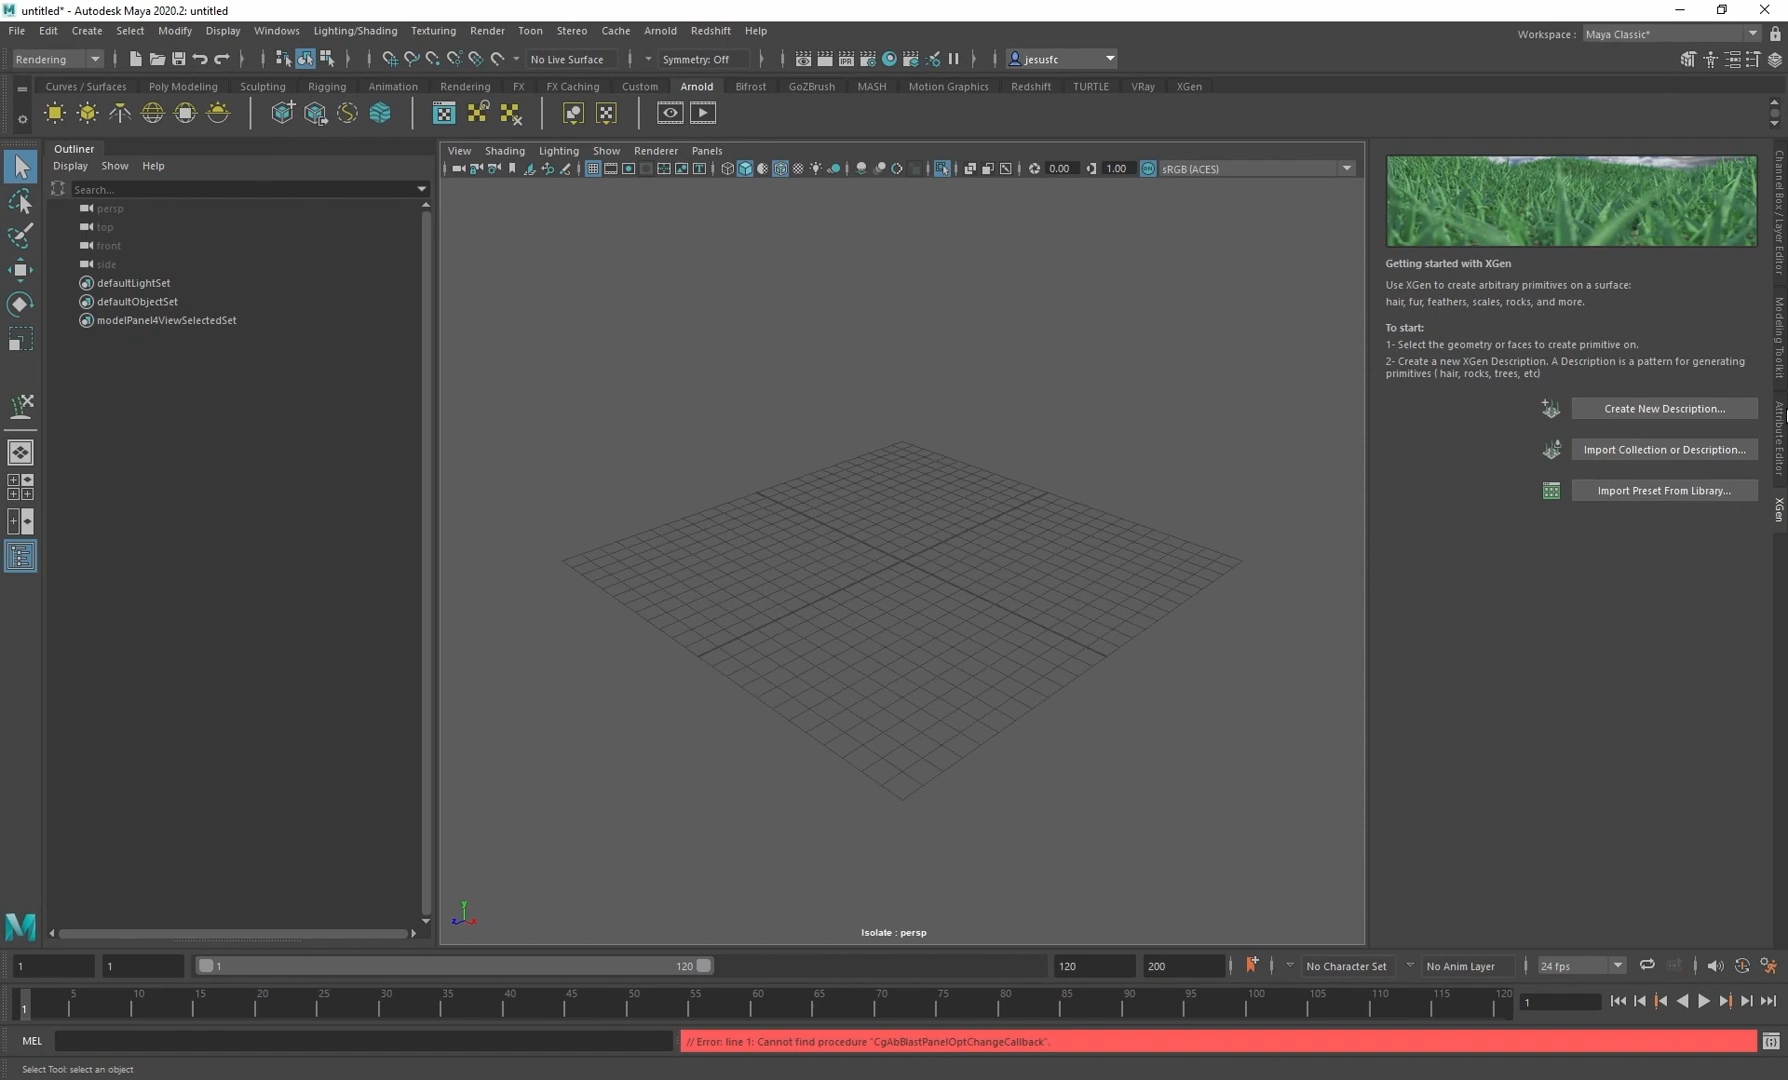 untitled* - Autodesk Maya 2020.2: untitled
File Edit Create Select Modify Display Windows Lighting/Shading Texturing Render Toon Stereo Cache Arnold Redshift Help
Workspace : Maya Classic*
Rendering No Live Surface Symmetry: Off jesusfc
Curves / Surfaces Poly Modeling Sculpting Rigging Animation Rendering FX FX Caching Custom Arnold Bifrost GoZBrush MASH Motion Graphics Redshift TURTLE VRay XGen
Outliner
Display Show Help
Search...
persp
top
front
side
defaultLightSet
defaultObjectSet
modelPanel4ViewSelectedSet
View Shading Lighting Show Renderer Panels
0.00 1.00 sRGB (ACES)
y
z x
Isolate : persp
Getting started with XGen
Use XGen to create arbitrary primitives on a surface:
hair, fur, feathers, scales, rocks, and more.
To start:
1- Select the geometry or faces to create primitive on.
2- Create a new XGen Description. A Description is a pattern for generating
primitives ( hair, rocks, trees, etc)
Create New Description...
Import Collection or Description...
Import Preset From Library...
Channel Box / Layer Editor
Modeling Toolkit
Attribute Editor
XGen
1 1 1 120 120 200 No Character Set No Anim Layer 24 fps
1 5 10 15 20 25 30 35 40 45 50 55 60 65 70 75 80 85 90 95 100 105 110 115 120 1
MEL // Error: line 1: Cannot find procedure "CgAbBlastPanelOptChangeCallback".
Select Tool: select an object